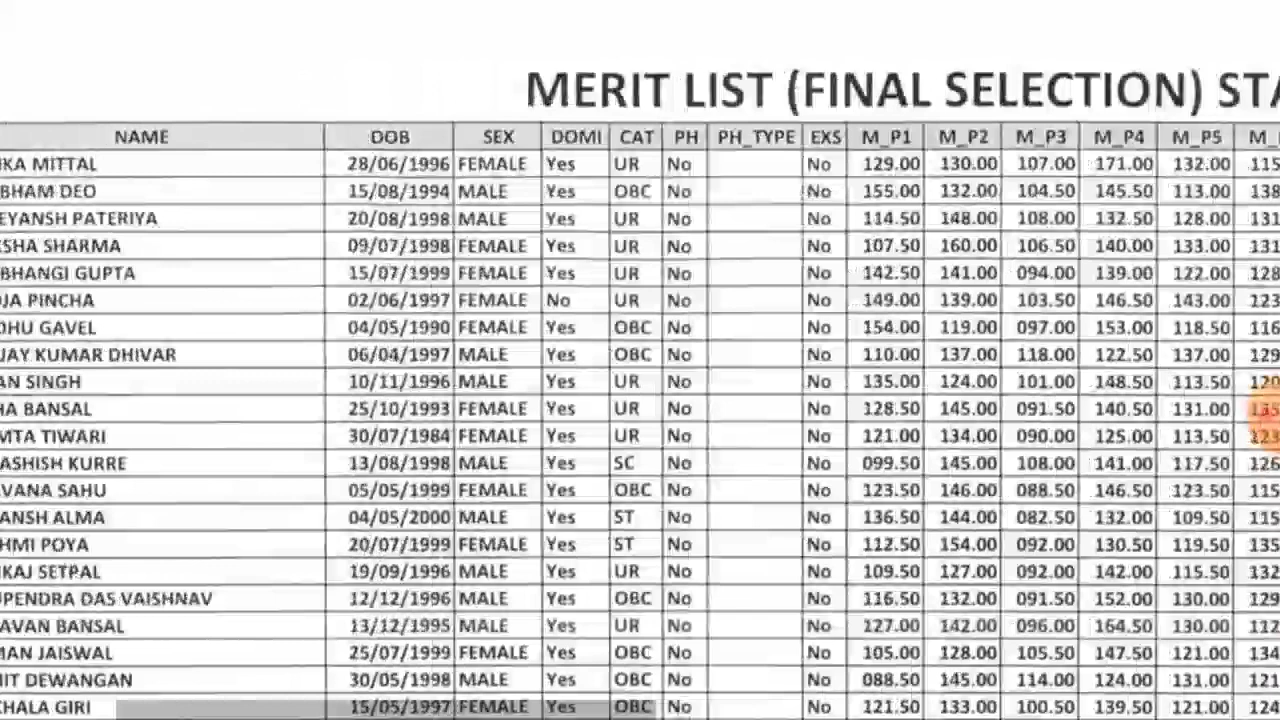 MERIT LIST (FINAL SELECTION) STA
NAME DOB SEX DOMI CAT PH PH_TYPE EXS M_P1 M_P2 M_P3 M_P4 M_P5 M_
IKA MITTAL 28/06/1996 FEMALE Yes UR No No 129.00 130.00 107.00 171.00 132.00 115
BHAM DEO 15/08/1994 MALE Yes OBC No No 155.00 132.00 104.50 145.50 113.00 138
EYANSH PATERIYA 20/08/1998 MALE Yes UR No No 114.50 148.00 108.00 132.50 128.00 131
SHA SHARMA 09/07/1998 FEMALE Yes UR No No 107.50 160.00 106.50 140.00 133.00 131
BHANGI GUPTA 15/07/1999 FEMALE Yes UR No No 142.50 141.00 094.00 139.00 122.00 128
JA PINCHA 02/06/1997 FEMALE No UR No No 149.00 139.00 103.50 146.50 143.00 123
DHU GAVEL 04/05/1990 FEMALE Yes OBC No No 154.00 119.00 097.00 153.00 118.50 116
JAY KUMAR DHIVAR 06/04/1997 MALE Yes OBC No No 110.00 137.00 118.00 122.50 137.00 129
AN SINGH 10/11/1996 MALE Yes UR No No 135.00 124.00 101.00 148.50 113.50 120
HA BANSAL 25/10/1993 FEMALE Yes UR No No 128.50 145.00 091.50 140.50 131.00
MTA TIWARI 30/07/1984 FEMALE Yes UR No No 121.00 134.00 090.00 125.00 113.50 123
ASHISH KURRE 13/08/1998 MALE Yes SC No No 099.50 145.00 108.00 141.00 117.50 126
VANA SAHU 05/05/1999 FEMALE Yes OBC No No 123.50 146.00 088.50 146.50 123.50 115
ANSH ALMA 04/05/2000 MALE Yes ST No No 136.50 144.00 082.50 132.00 109.50 115
HMI POYA 20/07/1999 FEMALE Yes ST No No 112.50 154.00 092.00 130.50 119.50 135
KAJ SETPAL 19/09/1996 MALE Yes UR No No 109.50 127.00 092.00 142.00 115.50 132
PENDRA DAS VAISHNAV 12/12/1996 MALE Yes OBC No No 116.50 132.00 091.50 152.00 130.00 129
AVAN BANSAL 13/12/1995 MALE Yes UR No No 127.00 142.00 096.00 164.50 130.00 112
MAN JAISWAL 25/07/1999 FEMALE Yes OBC No No 105.00 128.00 105.50 147.50 121.00 134
IT DEWANGAN 30/05/1998 MALE Yes OBC No No 088.50 145.00 114.00 124.00 131.00 121
CHALA GIRI 15/05/1997 FEMALE Yes OBC No No 121.50 133.00 100.50 139.50 121.00 124